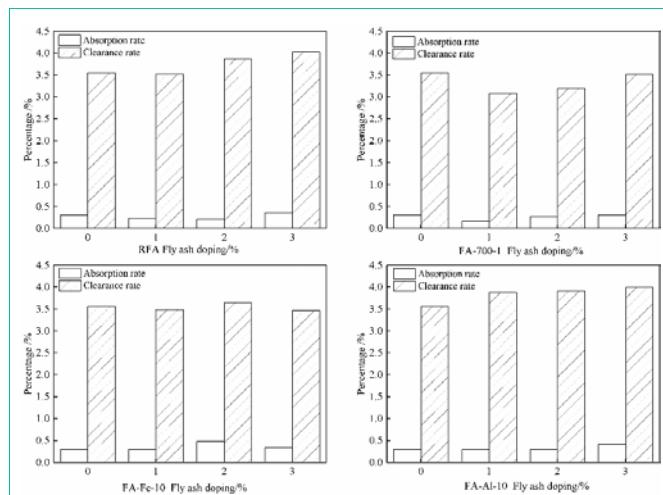 4.5
4.0
3.5
3.0
2.5
2.0
1.5
1.0
0.5
0.0
Percentage /%
Absorption rate
Clearance rate
0 1 2 3
RFA Fly ash doping/%
4.5
4.0
3.5
3.0
2.5
2.0
1.5
1.0
0.5
0.0
Percentage /%
Absorption rate
Clearance rate
0 1 2 3
FA-700-1 Fly ash doping/%
4.5
4.0
3.5
3.0
2.5
2.0
1.5
1.0
0.5
0.0
Percentage /%
Absorption rate
Clearance rate
0 1 2 3
FA-Fe-10 Fly ash doping/%
4.5
4.0
3.5
3.0
2.5
2.0
1.5
1.0
0.5
0.0
Percentage /%
Absorption rate
Clearance rate
0 1 2 3
FA-Al-10 Fly ash doping/%